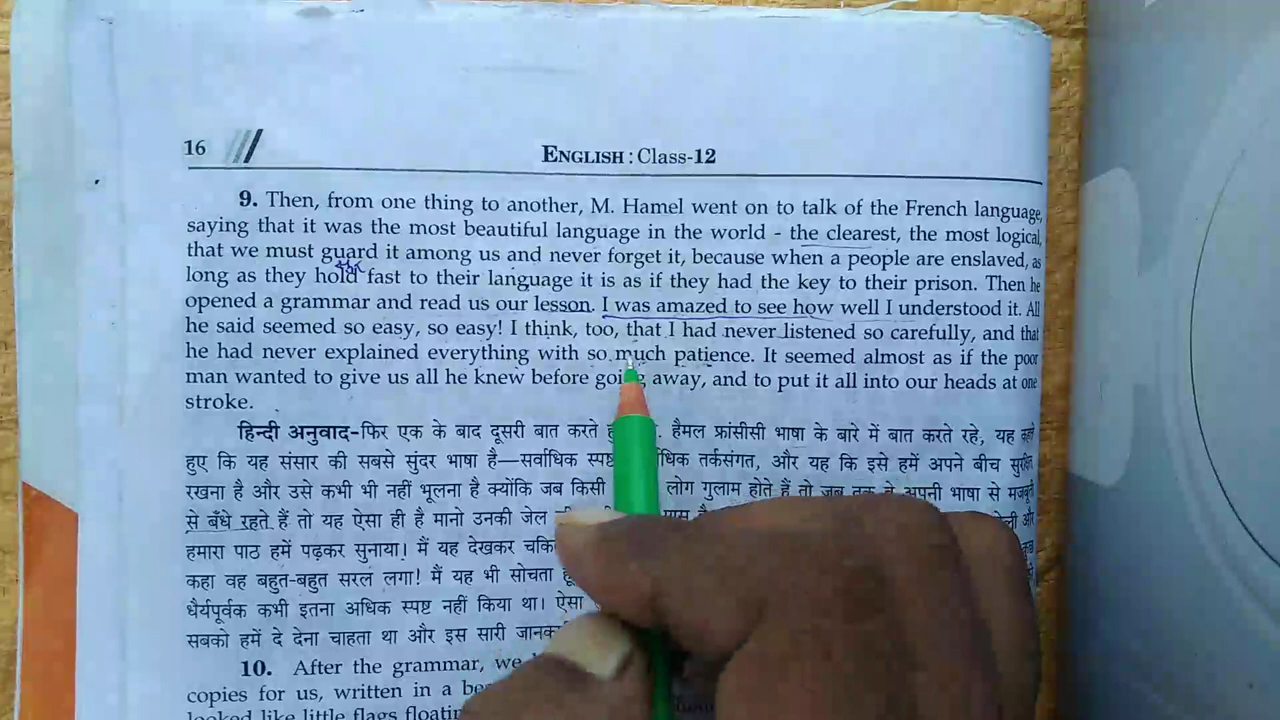 16
ENGLISH : Class-12
9. Then, from one thing to another, M. Hamel went on to talk of the French language,
saying that it was the most beautiful language in the world - the clearest, the most logical,
that we must guard it among us and never forget it, because when a people are enslaved, as
long as they hold fast to their language it is as if they had the key to their prison. Then he
opened a grammar and read us our lesson. I was amazed to see how well I understood it. All
he said seemed so easy, so easy! I think, too, that I had never listened so carefully, and that
he had never explained everything with so much patience. It seemed almost as if the poor
man wanted to give us all he knew before going away, and to put it all into our heads at one
stroke.
हिन्दी अनुवाद-फिर एक के बाद दूसरी बात करते हैमल फ्रांसीसी भाषा के बारे में बात करते रहे, यह कहते
हुए कि यह संसार की सबसे सुंदर भाषा है—सर्वाधिक स्पष्ट तर्कसंगत, और यह कि इसे हमें अपने बीच सुरक्षित
रखना है और उसे कभी भी नहीं भूलना है क्योंकि जब किसी लोग गुलाम होते हैं तो जब तक वे अपनी भाषा से मजबूती
से बँधे रहते हैं तो यह ऐसा ही है मानो उनकी जेल
हमारा पाठ हमें पढ़कर सुनाया। मैं यह देखकर
कहा वह बहुत-बहुत सरल लगा! मैं यह भी सोचता
धैर्यपूर्वक कभी इतना अधिक स्पष्ट नहीं किया था। ऐसा
सबको हमें दे देना चाहता था और इस सारी
10. After the grammar, we
copies for us, written in a
looked like little flags